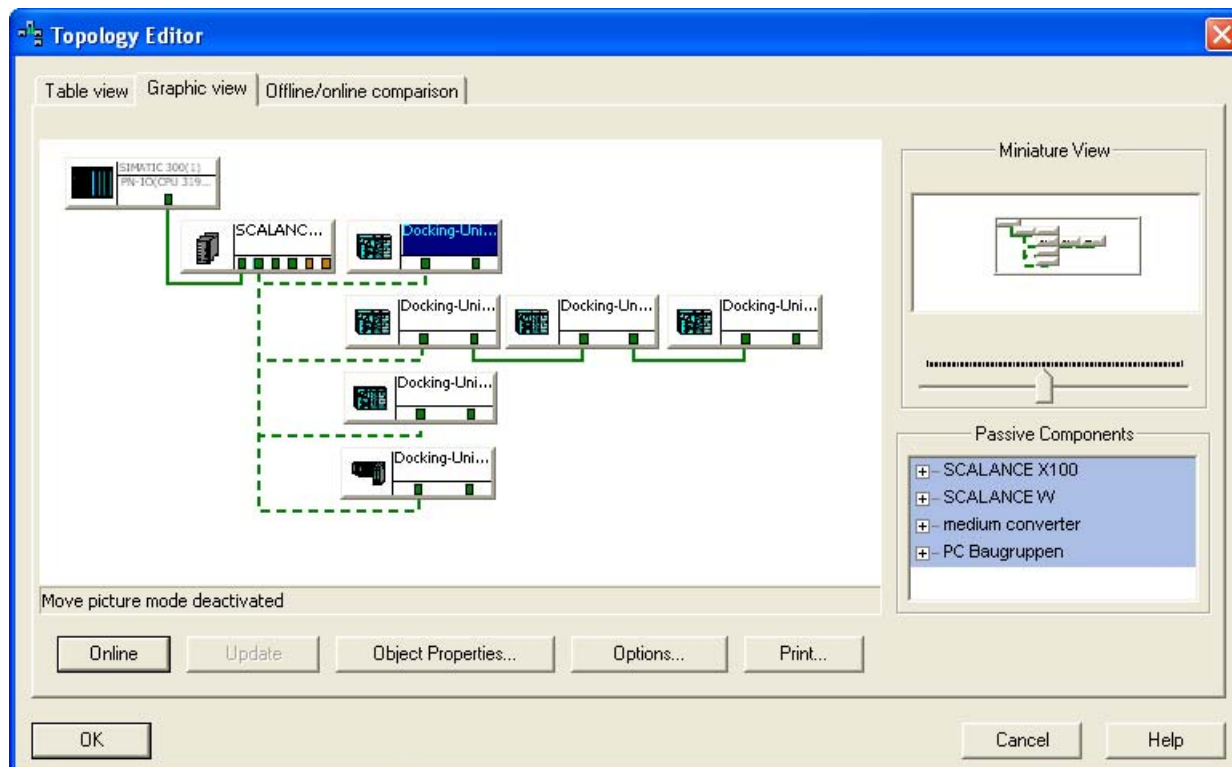 Topology Editor
Table view
Graphic view
Offline/online comparison
SIMATIC 300(1)
PN-IO(CPU 319...
SCALANC...
Docking-Uni...
Docking-Uni...
Docking-Un...
Docking-Uni...
Docking-Uni...
Docking-Uni...
Move picture mode deactivated
Miniature View
Passive Components
SCALANCE X100
SCALANCE W
medium converter
PC Baugruppen
Online
Update
Object Properties...
Options...
Print...
OK
Cancel
Help